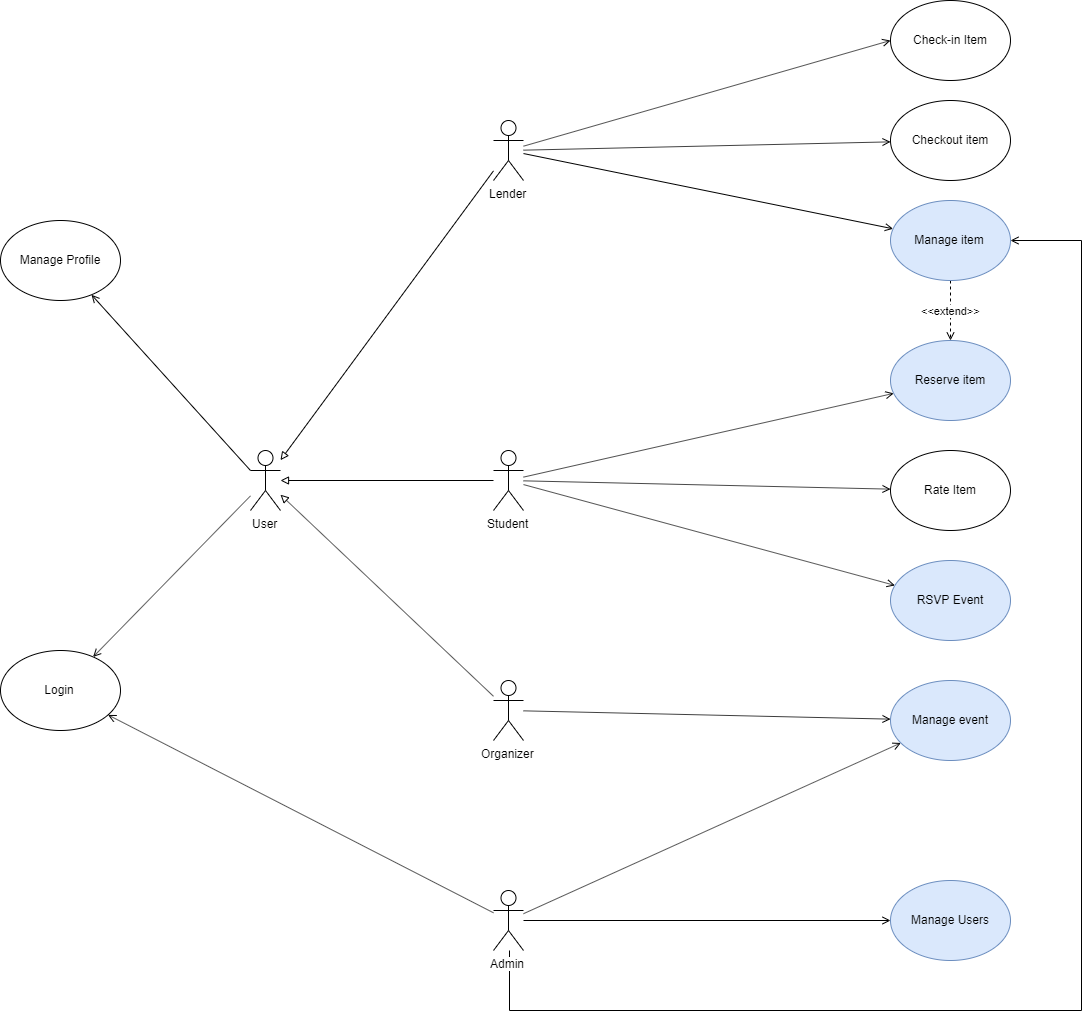 Check-in Item
Checkout item
Lender
Manage item
Manage Profile
<<extend>>
Reserve item
Rate Item
User
Student
RSVP Event
Login
Manage event
Organizer
Manage Users
Admin